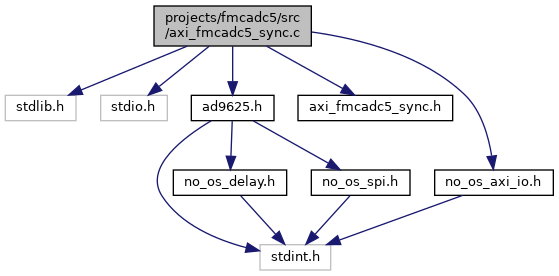 projects/fmcadc5/src
/axi_fmcadc5_sync.c
stdlib.h
stdio.h
ad9625.h
axi_fmcadc5_sync.h
no_os_delay.h
no_os_spi.h
no_os_axi_io.h
stdint.h